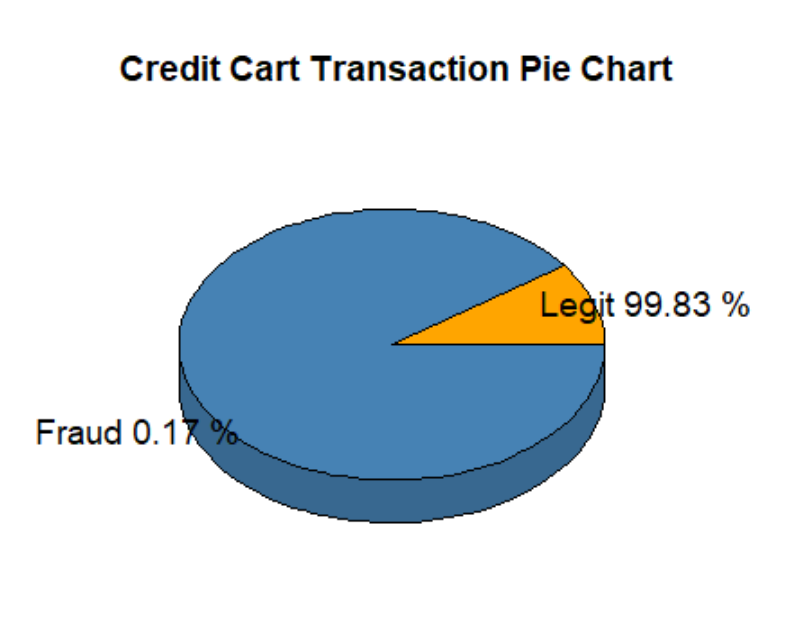 Credit Cart Transaction Pie Chart
Legit 99.83 %
Fraud 0.17 %